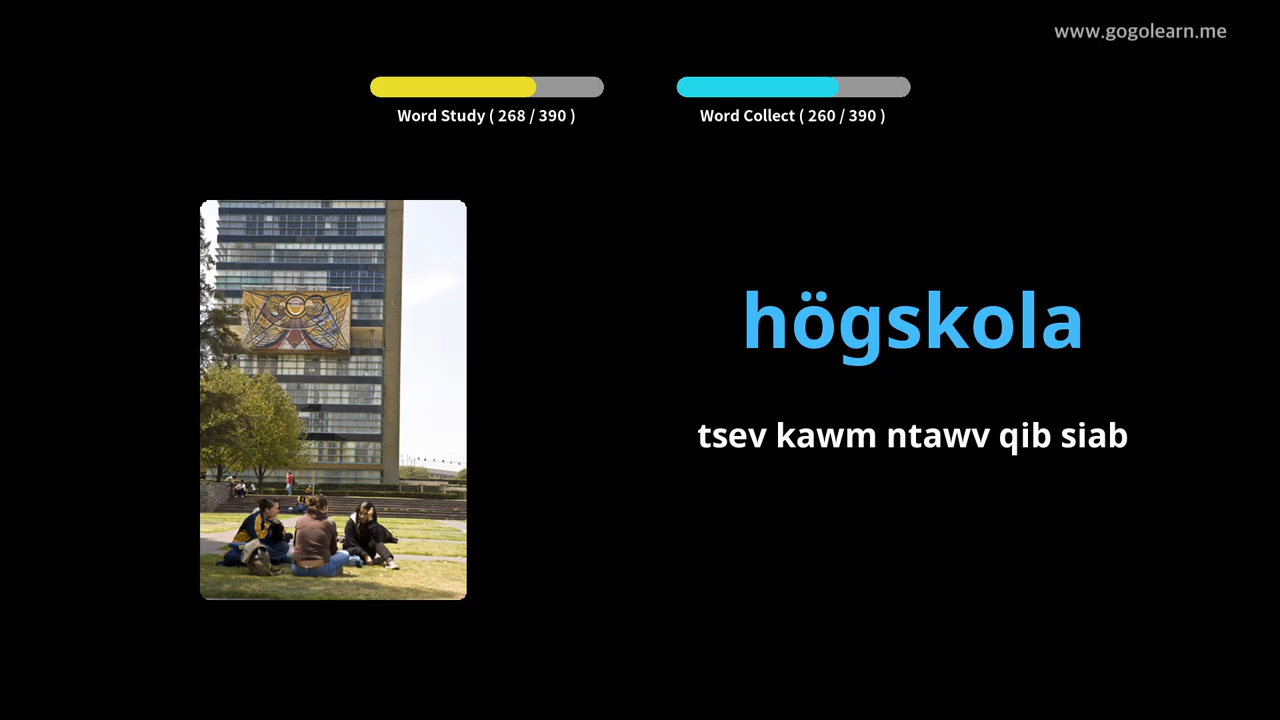 www.gogolearn.me
Word Study ( 268 / 390 )
Word Collect ( 260 / 390 )
högskola
tsev kawm ntawv qib siab